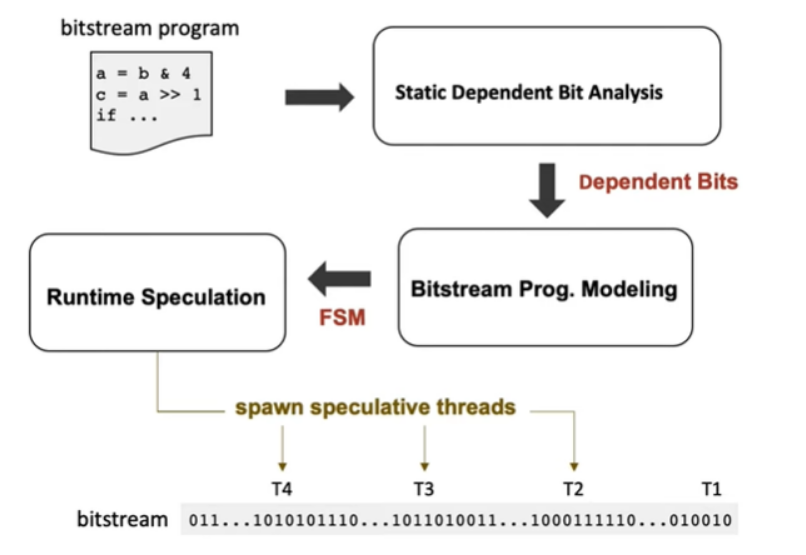 bitstream program
a = b & 4
c = a >> 1
if ...
Static Dependent Bit Analysis
Dependent Bits
Bitstream Prog. Modeling
FSM
Runtime Speculation
spawn speculative threads
T4 T3 T2 T1
bitstream 011...1010101110...1011010011...1000111110...010010